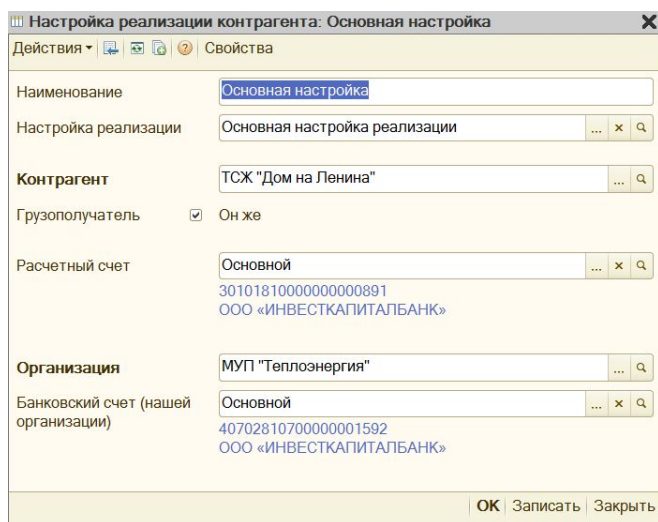 Настройка реализации контрагента: Основная настройка
Действия Свойства
Наименование Основная настройка
Настройка реализации Основная настройка реализации ...
Контрагент ТСЖ "Дом на Ленина" ...
Грузополучатель Он же
Расчетный счет Основной ...
30101810000000000891
ООО «ИНВЕСТКАПИТАЛБАНК»
Организация МУП "Теплоэнергия" ...
Банковский счет (нашей организации) Основной ...
40702810700000001592
ООО «ИНВЕСТКАПИТАЛБАНК»
ОК Записать Закрыть